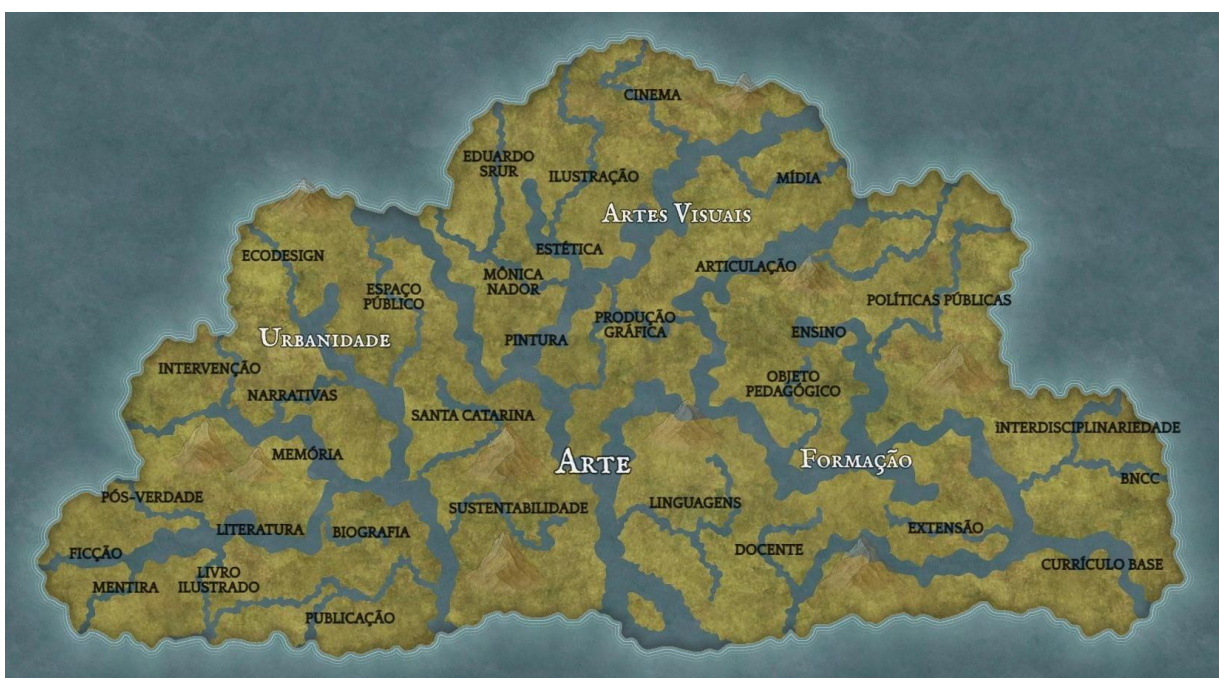 CINEMA
EDUARDO
SRUR
ILUSTRAÇÃO
MÍDIA
ARTES VISUAIS
ESTÉTICA
ECODESIGN
MÔNICA
NADOR
ARTICULAÇÃO
ESPAÇO
PÚBLICO
POLÍTICAS PÚBLICAS
PRODUÇÃO
GRÁFICA
URBANIDADE
PINTURA
ENSINO
INTERVENÇÃO
OBJETO
PEDAGÓGICO
NARRATIVAS
SANTA CATARINA
INTERDISCIPLINARIEDADE
MEMÓRIA
ARTE
FORMAÇÃO
BNCC
PÓS-VERDADE
SUSTENTABILIDADE
LINGUAGENS
LITERATURA
BIOGRAFIA
EXTENSÃO
FICÇÃO
DOCENTE
CURRÍCULO BASE
MENTIRA
LIVRO
ILUSTRADO
PUBLICAÇÃO